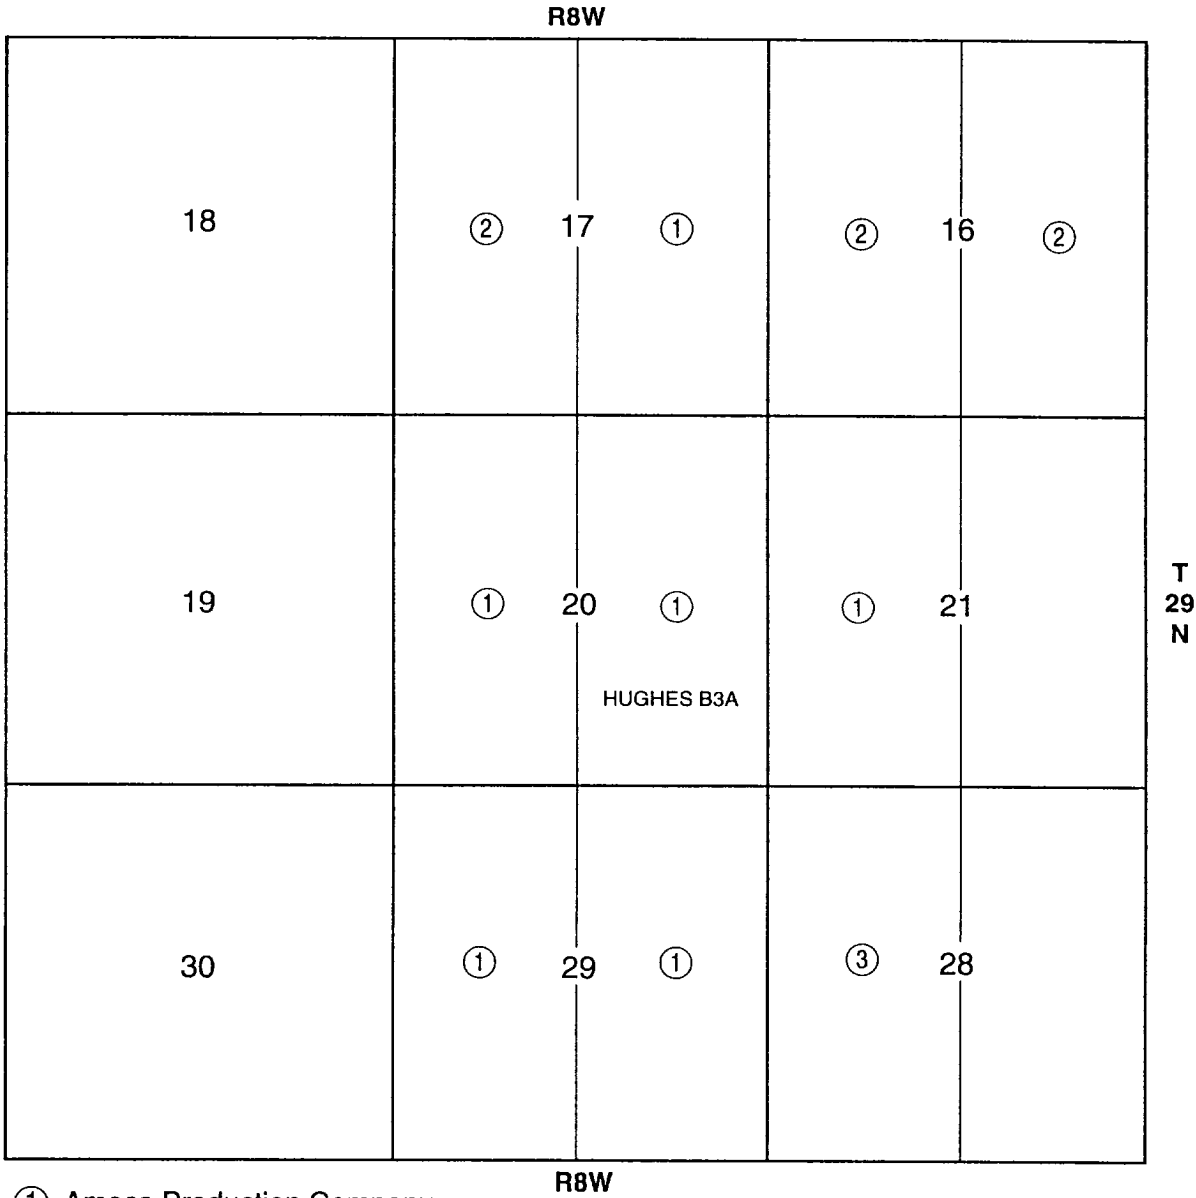 R8W
18
② 17 ①
② 16 ②
19
① 20 ①
① 21
T
29
N
HUGHES B3A
30
① 29 ①
③ 28
R8W
① Amoco Production Company